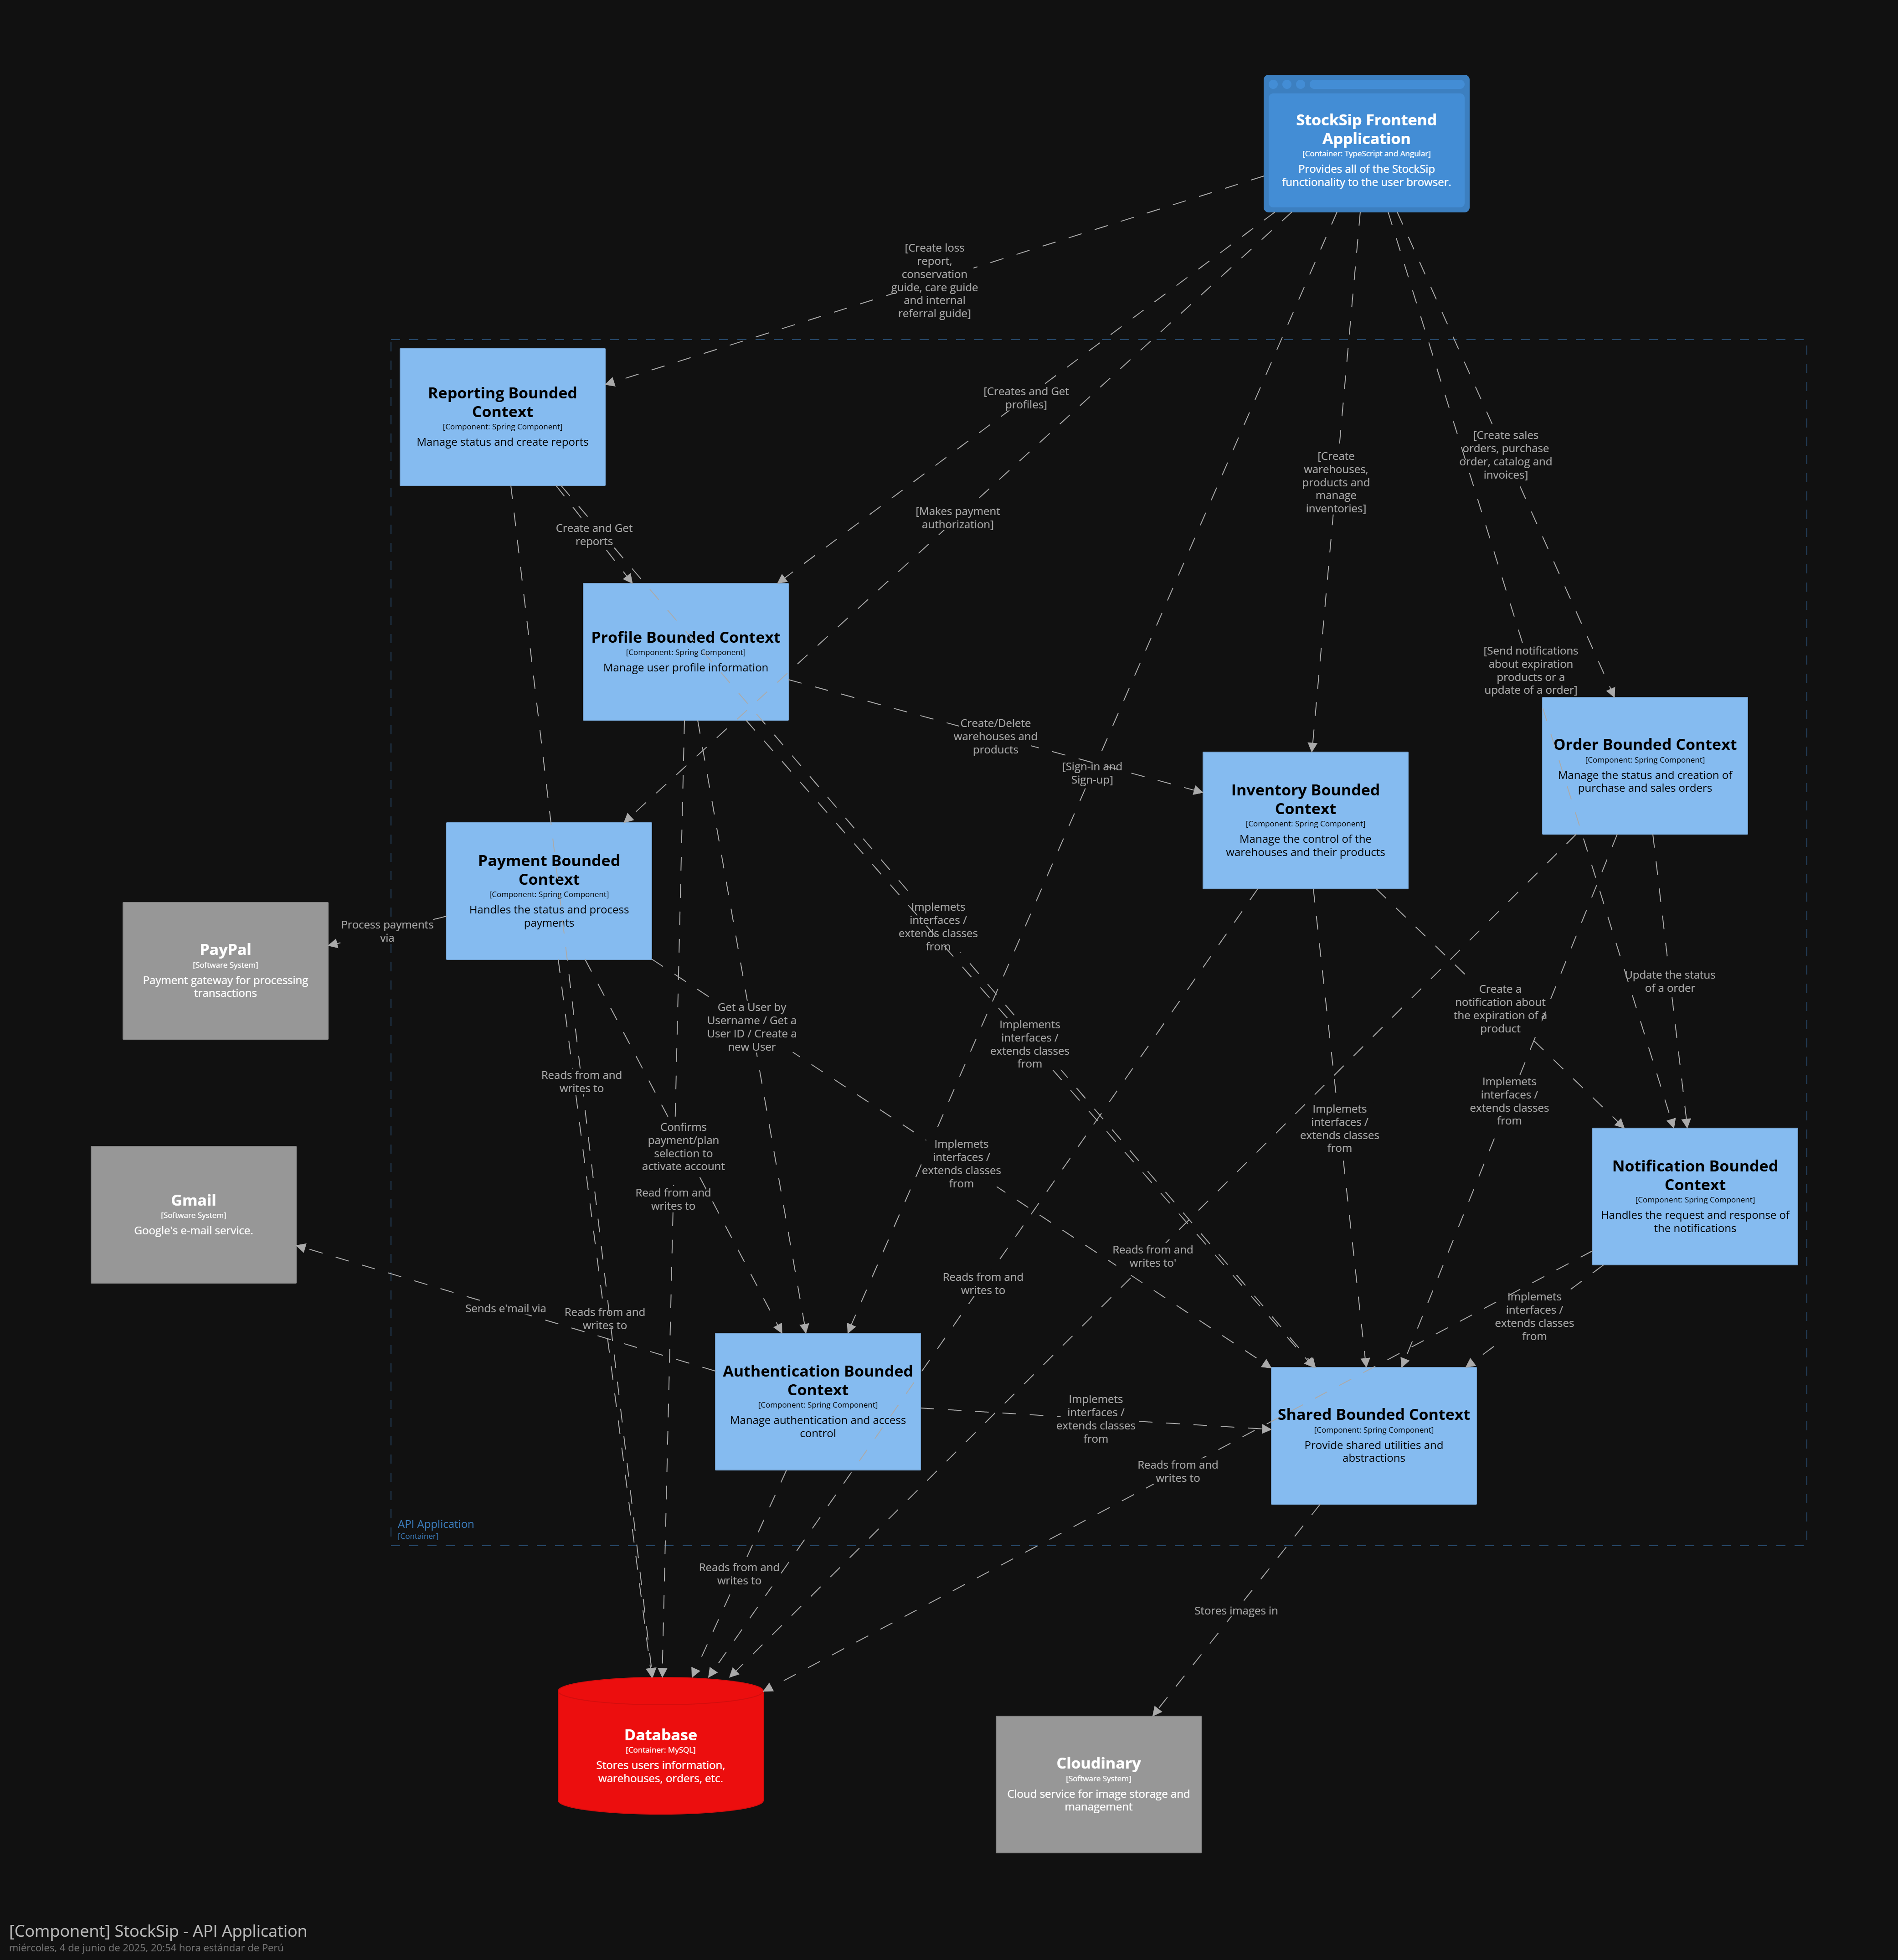 StockSip Frontend
Application
[Container: TypeScript and Angular]
Provides all of the StockSip
functionality to the user browser.
[Create loss
report,
conservation
guide, care guide
and internal
referral guide]
Reporting Bounded
Context
[Component: Spring Component]
Manage status and create reports
[Creates and Get
profiles]
[Create sales
orders, purchase
order, catalog and
invoices]
[Create
warehouses,
products and
manage
inventories]
[Makes payment
authorization]
Create and Get
reports
Profile Bounded Context
[Component: Spring Component]
Manage user profile information
[Send notifications
about expiration
products or a
update of a order]
Create/Delete
warehouses and
products
Order Bounded Context
[Component: Spring Component]
Manage the status and creation of
purchase and sales orders
[Sign-in and
Sign-up]
Inventory Bounded
Context
[Component: Spring Component]
Manage the control of the
warehouses and their products
Payment Bounded
Context
[Component: Spring Component]
Handles the status and process
payments
Process payments
via
PayPal
[Software System]
Payment gateway for processing
transactions
Implemets
interfaces /
extends classes
from
Update the status
of a order
Create a
notification about
the expiration of a
product
Get a User by
Username / Get a
User ID / Create a
new User
Implements
interfaces /
extends classes
from
Reads from and
writes to
Implemets
interfaces /
extends classes
from
Implemets
interfaces /
extends classes
from
Confirms
payment/plan
selection to
activate account
Implemets
interfaces /
extends classes
from
Notification Bounded
Context
[Component: Spring Component]
Handles the request and response of
the notifications
Gmail
[Software System]
Google's e-mail service.
Read from and
writes to
Reads from and
writes to'
Reads from and
writes to
Sends e'mail via
Reads from and
writes to
Implemets
interfaces /
extends classes
from
Authentication Bounded
Context
[Component: Spring Component]
Manage authentication and access
control
Implemets
interfaces /
extends classes
from
Shared Bounded Context
[Component: Spring Component]
Provide shared utilities and
abstractions
Reads from and
writes to
API Application
[Container]
Reads from and
writes to
Stores images in
Database
[Container: MySQL]
Stores users information,
warehouses, orders, etc.
Cloudinary
[Software System]
Cloud service for image storage and
management
[Component] StockSip - API Application
miércoles, 4 de junio de 2025, 20:54 hora estándar de Perú